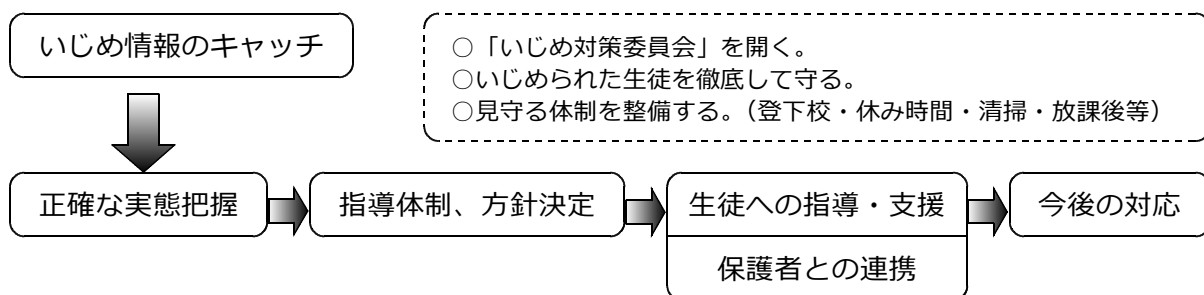 いじめ情報のキャッチ
○「いじめ対策委員会」を開く。
○いじめられた生徒を徹底して守る。
○見守る体制を整備する。（登下校・休み時間・清掃・放課後等）
正確な実態把握
指導体制、方針決定
生徒への指導・支援
保護者との連携
今後の対応